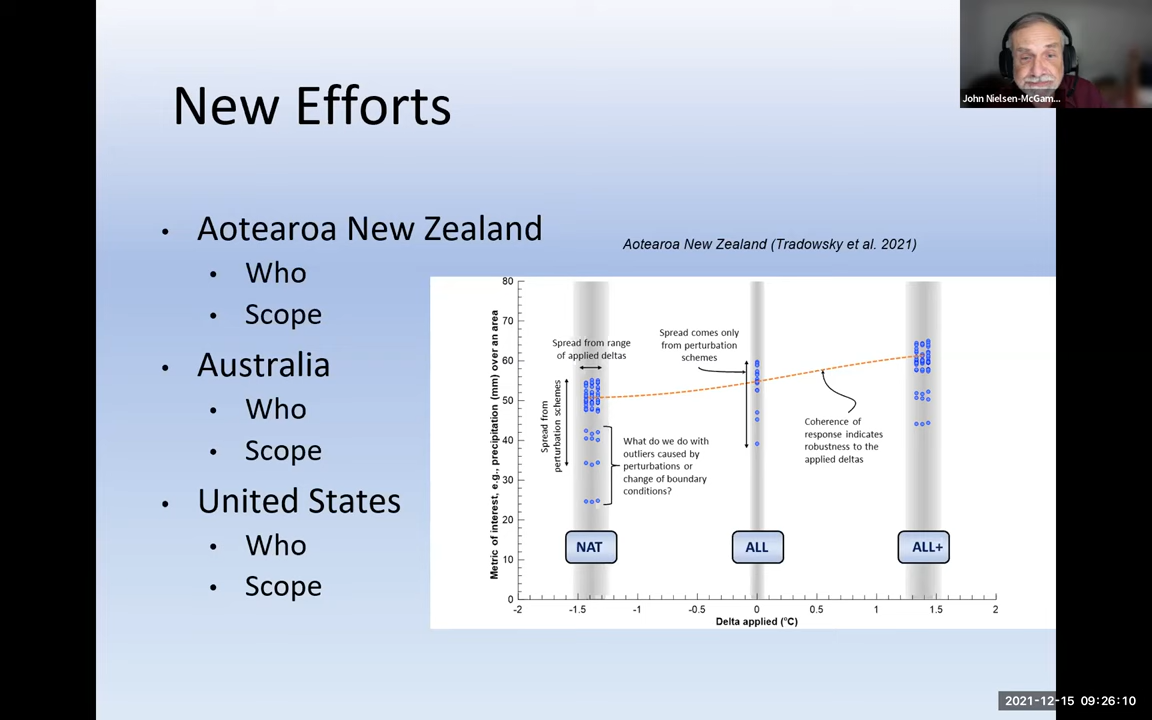 New Efforts
John Nielsen-McGam...
• Aotearoa New Zealand
• Who
• Scope
• Australia
• Who
• Scope
• United States
• Who
• Scope
Aotearoa New Zealand (Tradowsky et al. 2021)
Metric of interest, e.g., precipitation (mm) over an area
80
70
60
50
40
30
20
10
0
Spread from range
of applied deltas
Spread from
perturbation schemes
What do we do with
outliers caused by
perturbations or
change of boundary
conditions?
Spread comes only
from perturbation
schemes
Coherence of
response indicates
robustness to the
applied deltas
NAT
ALL
ALL+
-2 -1.5 -1 -0.5 0 0.5 1 1.5 2
Delta applied (°C)
2021-12-15 09:26:10